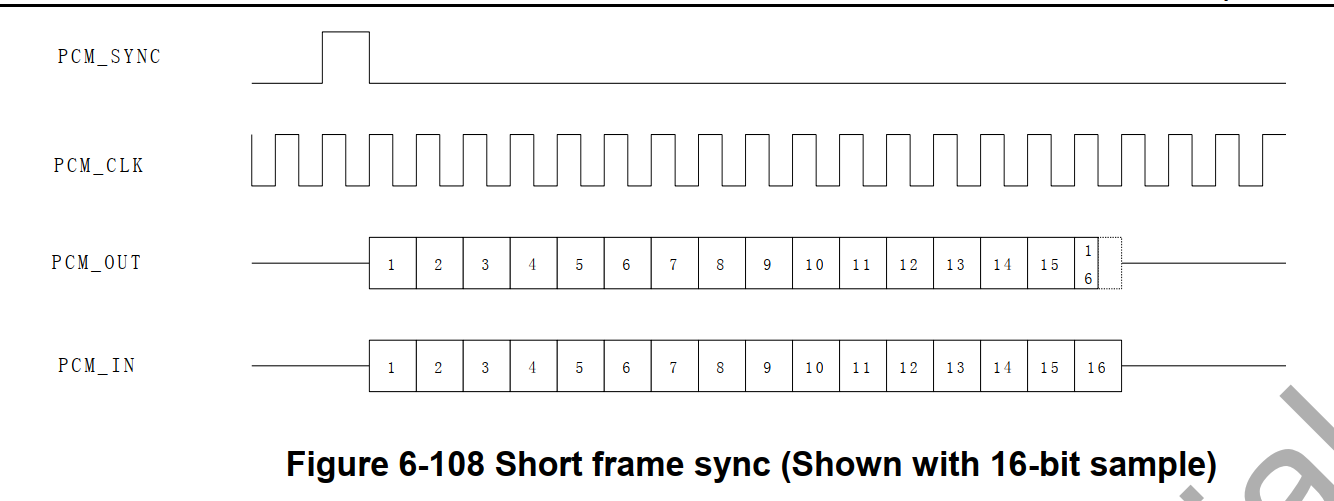 PCM_SYNC
PCM_CLK
PCM_OUT
1 2 3 4 5 6 7 8 9 10 11 12 13 14 15 16
PCM_IN
1 2 3 4 5 6 7 8 9 10 11 12 13 14 15 16
Figure 6-108 Short frame sync (Shown with 16-bit sample)
ial